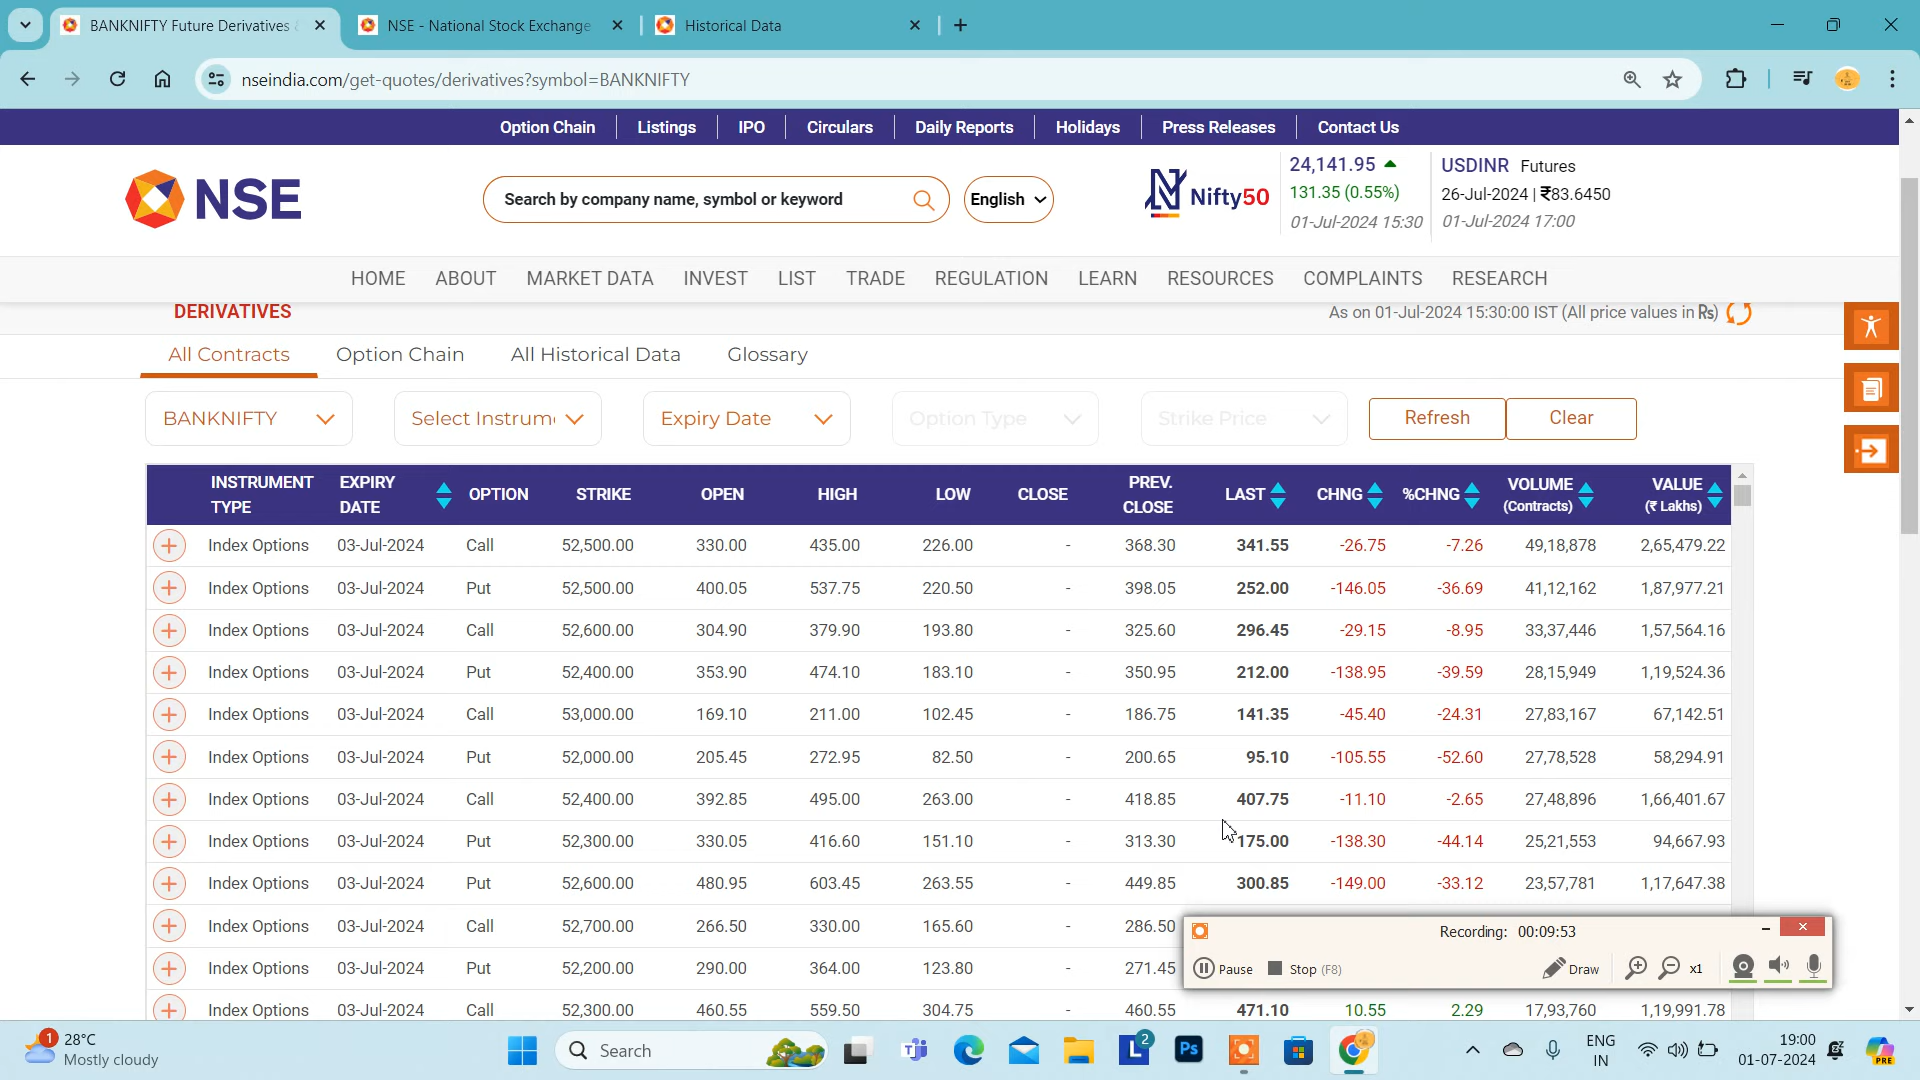 BANKNIFTY Future Derivatives
NSE - National Stock Exchange
Historical Data
nseindia.com/get-quotes/derivatives?symbol=BANKNIFTY
Option Chain Listings IPO Circulars Daily Reports Holidays Press Releases Contact Us
NSE
Search by company name, symbol or keyword
English
Nifty50
24,141.95
131.35 (0.55%)
01-Jul-2024 15:30
USDINR Futures
26-Jul-2024 | ₹83.6450
01-Jul-2024 17:00
HOME ABOUT MARKET DATA INVEST LIST TRADE REGULATION LEARN RESOURCES COMPLAINTS RESEARCH
DERIVATIVES
As on 01-Jul-2024 15:30:00 IST (All price values in ₨)
All Contracts Option Chain All Historical Data Glossary
BANKNIFTY Select Instrum Expiry Date Option Type Strike Price Refresh Clear
INSTRUMENT TYPE EXPIRY DATE OPTION STRIKE OPEN HIGH LOW CLOSE PREV. CLOSE LAST CHNG %CHNG VOLUME (Contracts) VALUE (₹ Lakhs)
Index Options 03-Jul-2024 Call 52,500.00 330.00 435.00 226.00 - 368.30 341.55 -26.75 -7.26 49,18,878 2,65,479.22
Index Options 03-Jul-2024 Put 52,500.00 400.05 537.75 220.50 - 398.05 252.00 -146.05 -36.69 41,12,162 1,87,977.21
Index Options 03-Jul-2024 Call 52,600.00 304.90 379.90 193.80 - 325.60 296.45 -29.15 -8.95 33,37,446 1,57,564.16
Index Options 03-Jul-2024 Put 52,400.00 353.90 474.10 183.10 - 350.95 212.00 -138.95 -39.59 28,15,949 1,19,524.36
Index Options 03-Jul-2024 Call 53,000.00 169.10 211.00 102.45 - 186.75 141.35 -45.40 -24.31 27,83,167 67,142.51
Index Options 03-Jul-2024 Put 52,000.00 205.45 272.95 82.50 - 200.65 95.10 -105.55 -52.60 27,78,528 58,294.91
Index Options 03-Jul-2024 Call 52,400.00 392.85 495.00 263.00 - 418.85 407.75 -11.10 -2.65 27,48,896 1,66,401.67
Index Options 03-Jul-2024 Put 52,300.00 330.05 416.60 151.10 - 313.30 175.00 -138.30 -44.14 25,21,553 94,667.93
Index Options 03-Jul-2024 Put 52,600.00 480.95 603.45 263.55 - 449.85 300.85 -149.00 -33.12 23,57,781 1,17,647.38
Index Options 03-Jul-2024 Call 52,700.00 266.50 330.00 165.60 - 286.50
Index Options 03-Jul-2024 Put 52,200.00 290.00 364.00 123.80 - 271.45
Index Options 03-Jul-2024 Call 52,300.00 460.55 559.50 304.75 - 460.55 471.10 10.55 2.29 17,93,760 1,19,991.78
Recording: 00:09:53
Pause Stop (F8) Draw x1
1
28°C
Mostly cloudy
Search
2
Ps
PRE
ENG
IN
19:00
01-07-2024